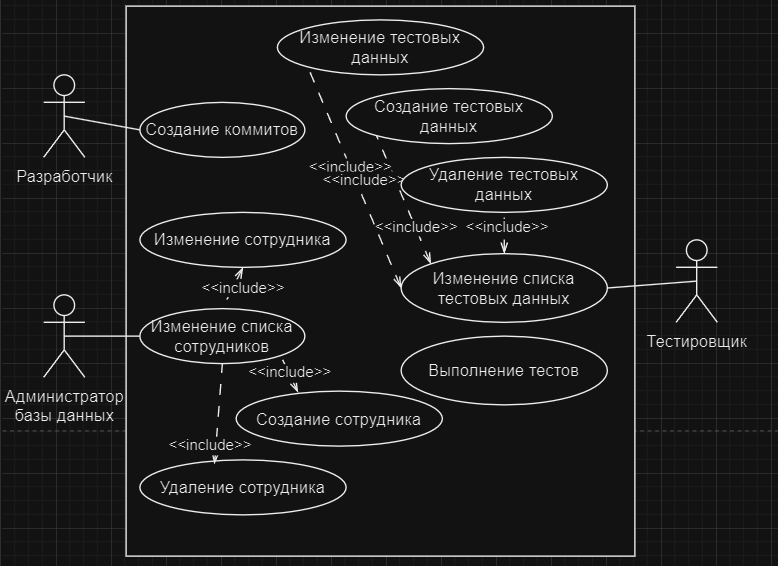 Изменение тестовых
данных
Создание тестовых
данных
Создание коммитов
Разработчик
<<include>>
<<include>>
Удаление тестовых
данных
<<include>>
<<include>>
Изменение сотрудника
Изменение списка
тестовых данных
<<include>>
Изменение списка
сотрудников
Тестировщик
<<include>>
Выполнение тестов
Администратор
базы данных
Создание сотрудника
<<include>>
Удаление сотрудника